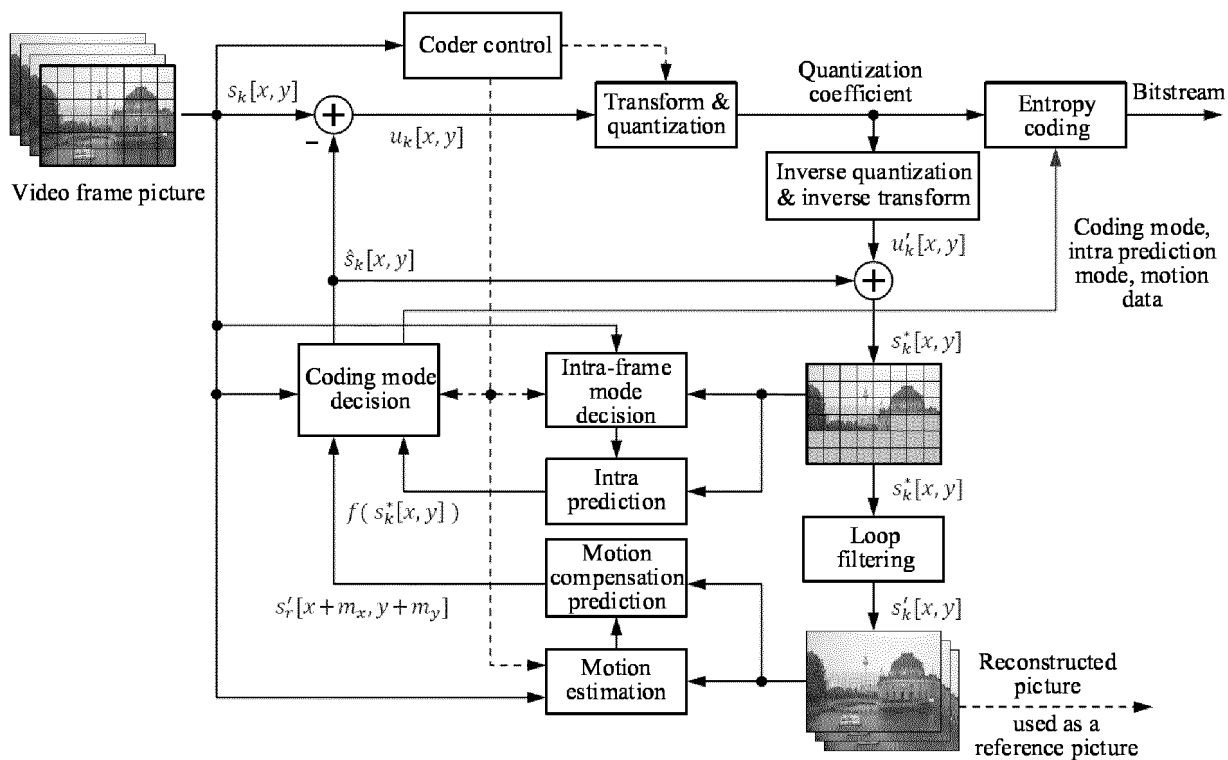 Coder control
s_k[x, y]
Quantization
coefficient
Transform &
quantization
Entropy
coding
Bitstream
+
−
u_k[x, y]
Video frame picture
Inverse quantization
& inverse transform
u′_k[x, y]
ŝ_k[x, y]
+
Coding mode,
intra prediction
mode, motion
data
s*_k[x, y]
Coding mode
decision
Intra-frame
mode
decision
Intra
prediction
f( s*_k[x, y] )
s*_k[x, y]
Loop
filtering
Motion
compensation
prediction
s′_r[x + m_x, y + m_y]
s′_k[x, y]
Motion
estimation
Reconstructed
picture
used as a
reference picture